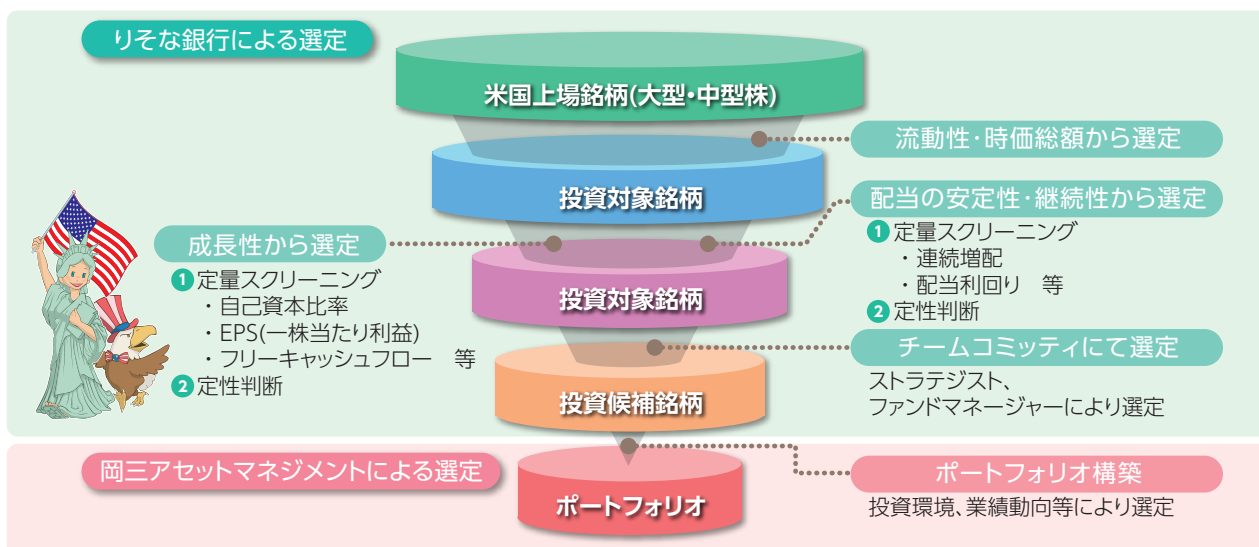 りそな銀行による選定
米国上場銘柄(大型・中型株)
流動性・時価総額から選定
投資対象銘柄
配当の安定性・継続性から選定
1 定量スクリーニング
・ 連続増配
・ 配当利回り　等
2 定性判断
成長性から選定
1 定量スクリーニング
・ 自己資本比率
・ EPS(一株当たり利益)
・ フリーキャッシュフロー　等
2 定性判断
投資対象銘柄
チームコミッティにて選定
ストラテジスト、
ファンドマネージャーにより選定
投資候補銘柄
岡三アセットマネジメントによる選定
ポートフォリオ
ポートフォリオ構築
投資環境、業績動向等により選定